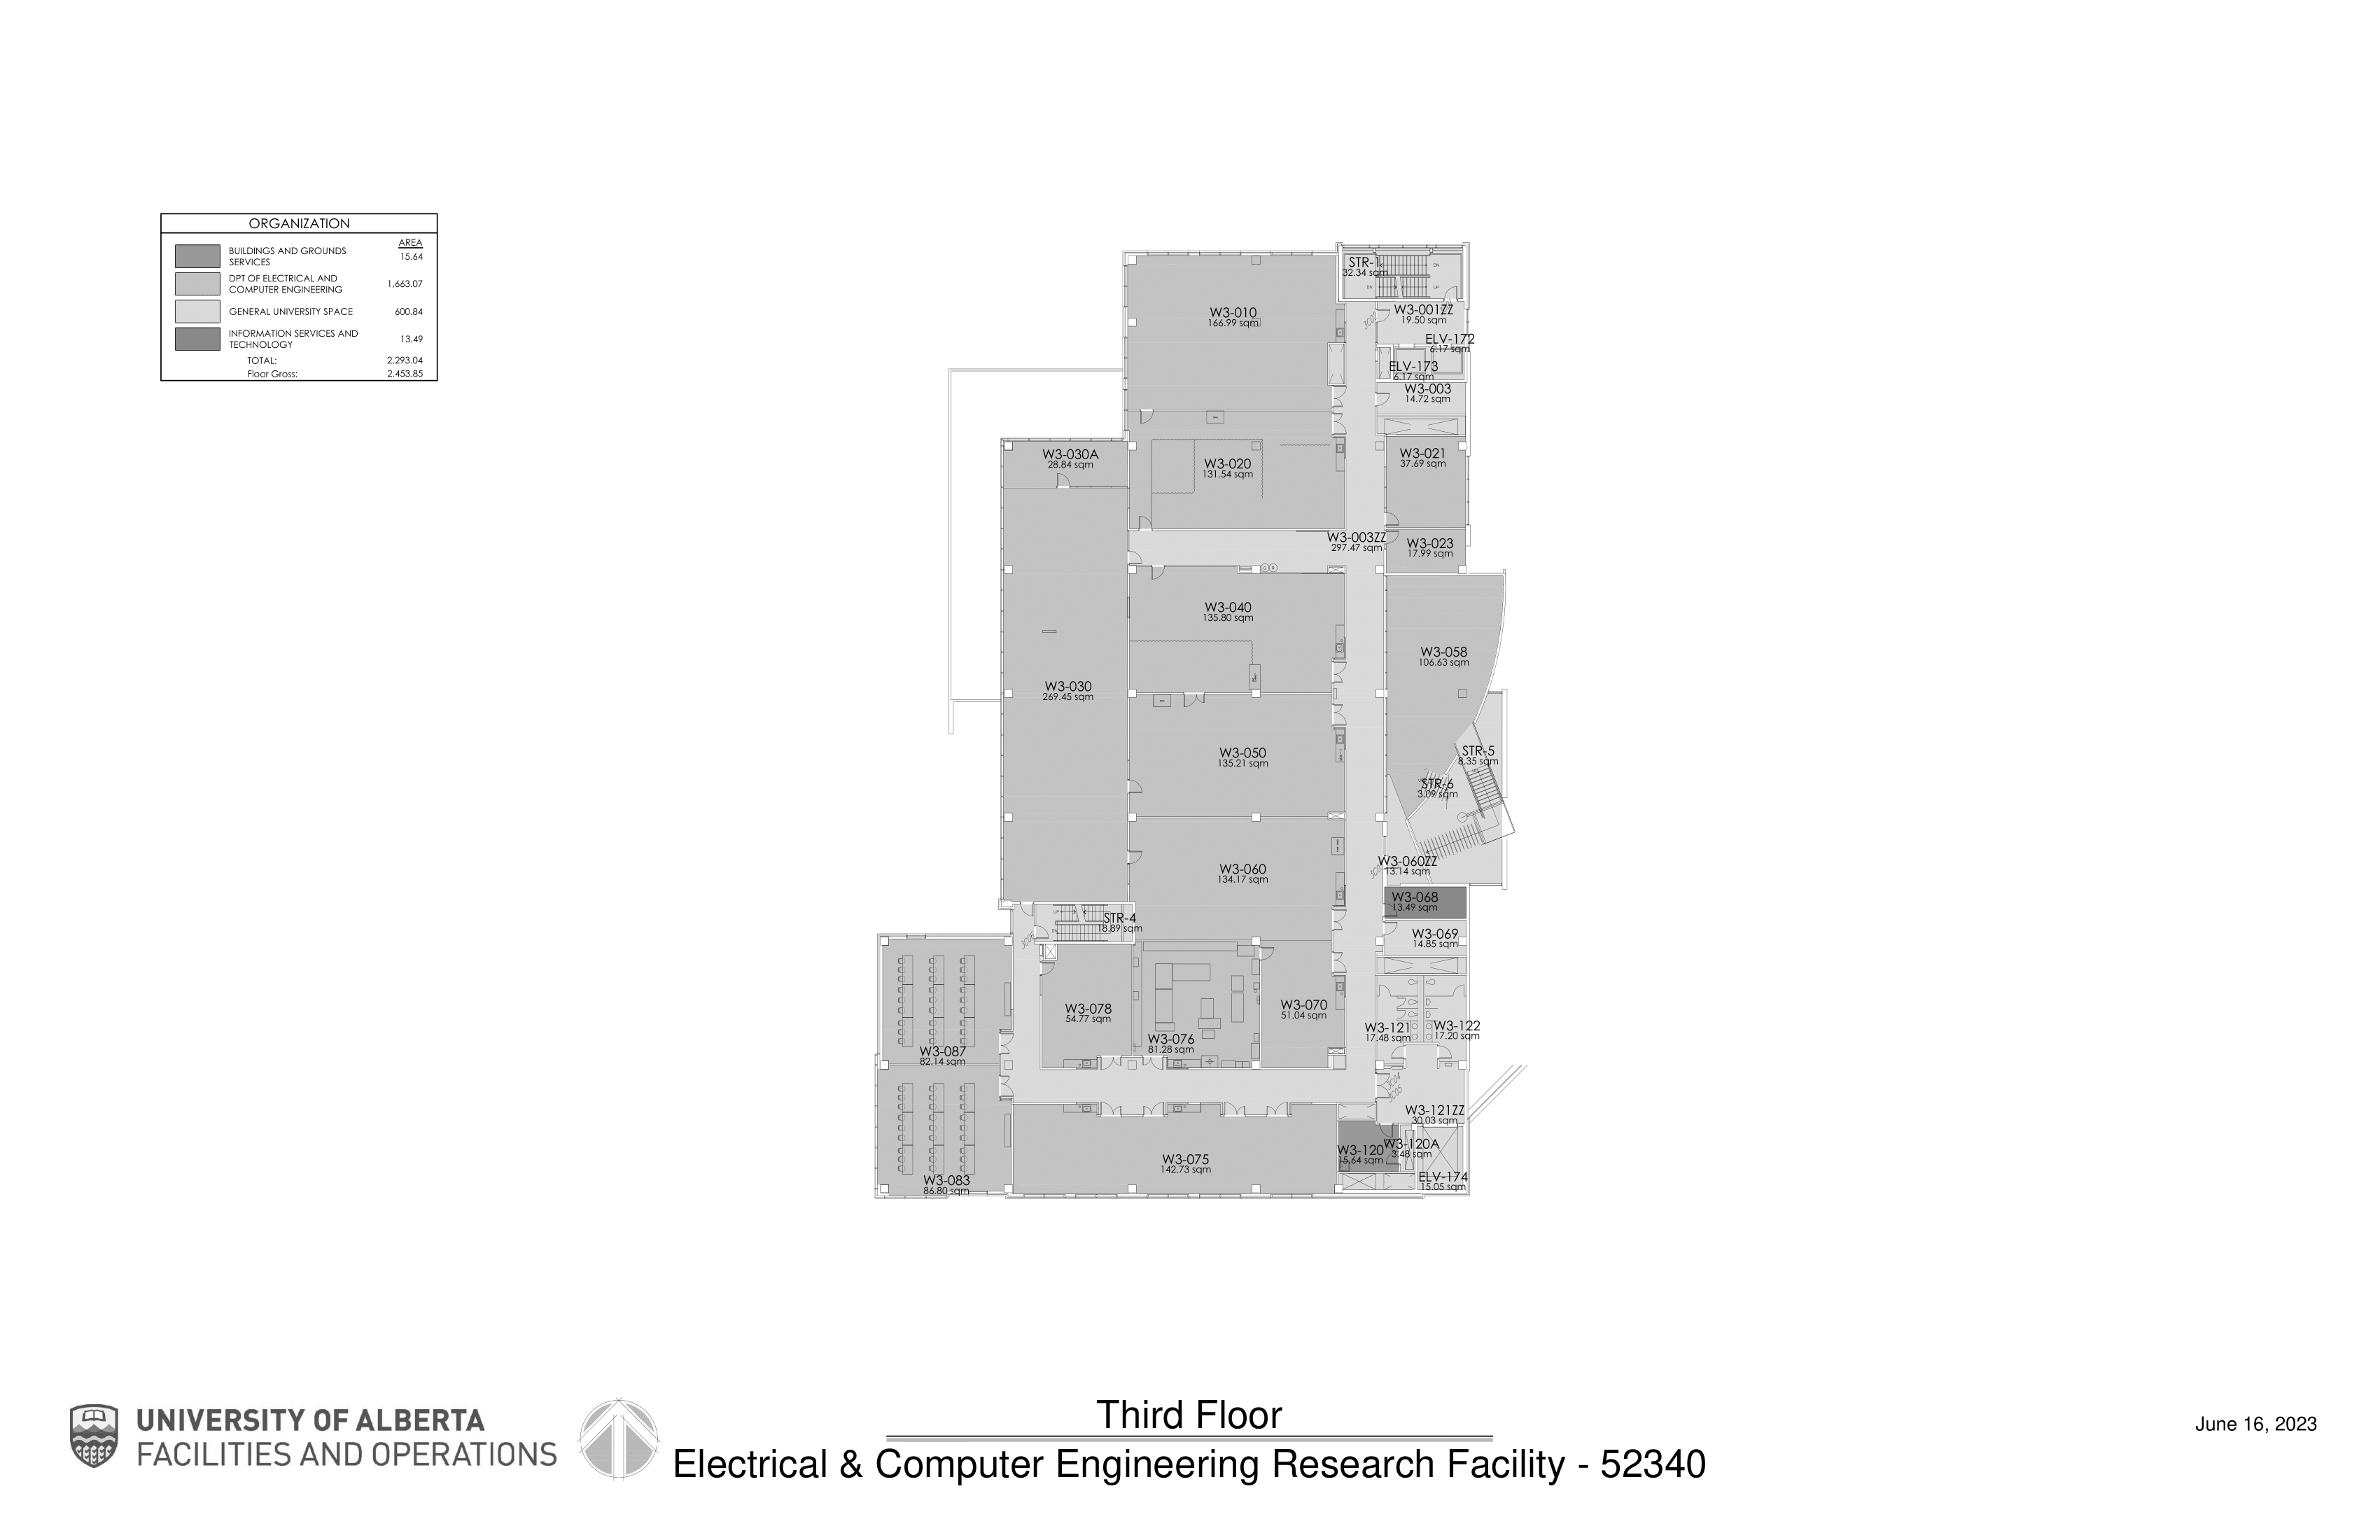 ORGANIZATION
AREA
BUILDINGS AND GROUNDS SERVICES 15.64
DPT OF ELECTRICAL AND COMPUTER ENGINEERING 1,663.07
GENERAL UNIVERSITY SPACE 600.84
INFORMATION SERVICES AND TECHNOLOGY 13.49
TOTAL: 2,293.04
Floor Gross: 2,453.85
STR-1
32.34 sqm
DN
UP
W3-010
166.99 sqm
W3-001ZZ
19.50 sqm
ELV-172
6.17 sqm
ELV-173
6.17 sqm
W3-003
14.72 sqm
W3-030A
28.84 sqm
W3-020
131.54 sqm
W3-021
37.69 sqm
W3-003ZZ
297.47 sqm
W3-023
17.99 sqm
W3-040
135.80 sqm
W3-058
106.63 sqm
W3-030
269.45 sqm
W3-050
135.21 sqm
STR-5
8.35 sqm
STR-6
3.09 sqm
W3-060
134.17 sqm
W3-060ZZ
13.14 sqm
W3-068
13.49 sqm
STR-4
18.89 sqm
UP
W3-069
14.85 sqm
W3-078
54.77 sqm
W3-070
51.04 sqm
W3-076
81.28 sqm
W3-121
17.48 sqm
W3-122
17.20 sqm
W3-087
82.14 sqm
W3-121ZZ
30.03 sqm
W3-120
15.64 sqm
W3-120A
3.48 sqm
W3-075
142.73 sqm
ELV-174
15.05 sqm
W3-083
86.80 sqm
UNIVERSITY OF ALBERTA
FACILITIES AND OPERATIONS
Third Floor
Electrical & Computer Engineering Research Facility - 52340
June 16, 2023